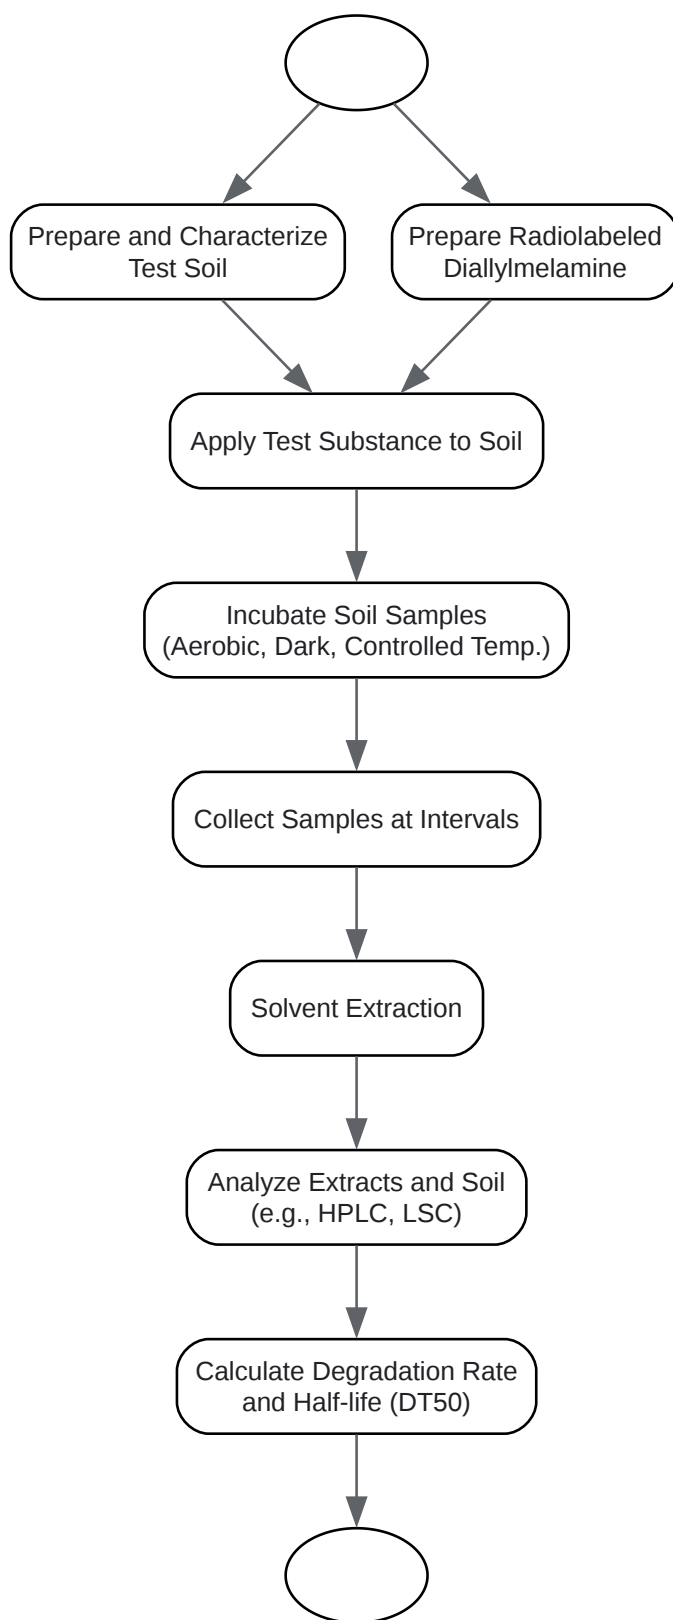 Prepare and Characterize
Test Soil
Prepare Radiolabeled
Diallylmelamine
Apply Test Substance to Soil
Incubate Soil Samples
(Aerobic, Dark, Controlled Temp.)
Collect Samples at Intervals
Solvent Extraction
Analyze Extracts and Soil
(e.g., HPLC, LSC)
Calculate Degradation Rate
and Half-life (DT50)